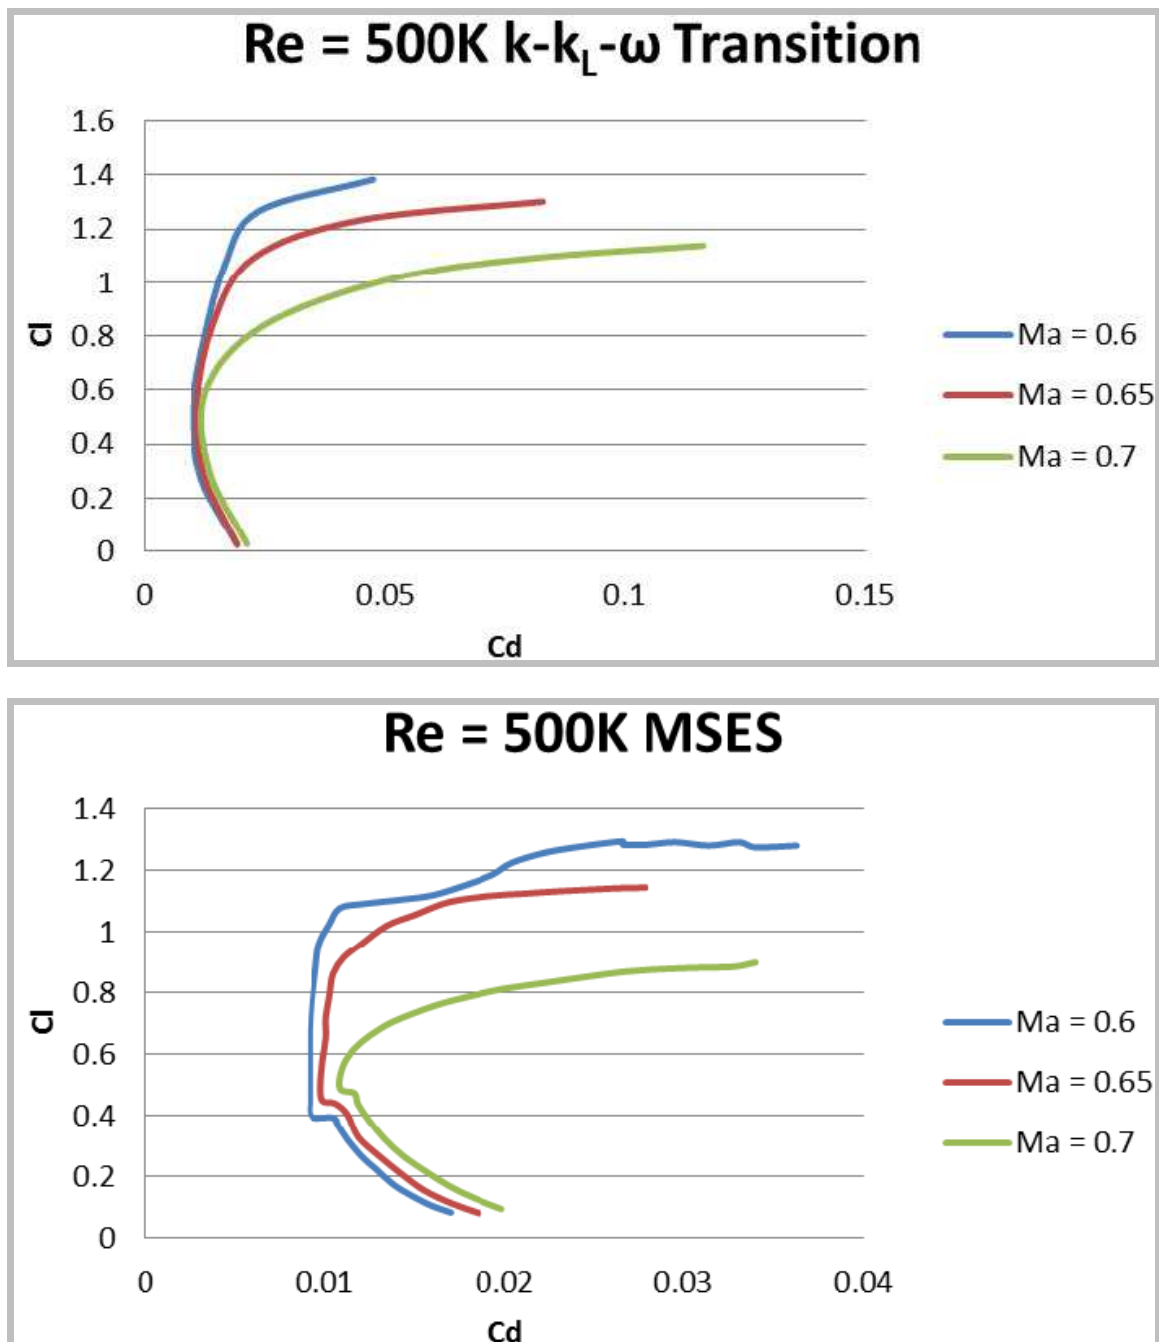 Re = 500K k-kL-ω Transition
1.6
1.4
1.2
1
0.8
0.6
0.4
0.2
0
Cl
0 0.05 0.1 0.15
Cd
Ma = 0.6
Ma = 0.65
Ma = 0.7
Re = 500K MSES
1.4
1.2
1
0.8
0.6
0.4
0.2
0
Cl
0 0.01 0.02 0.03 0.04
Cd
Ma = 0.6
Ma = 0.65
Ma = 0.7